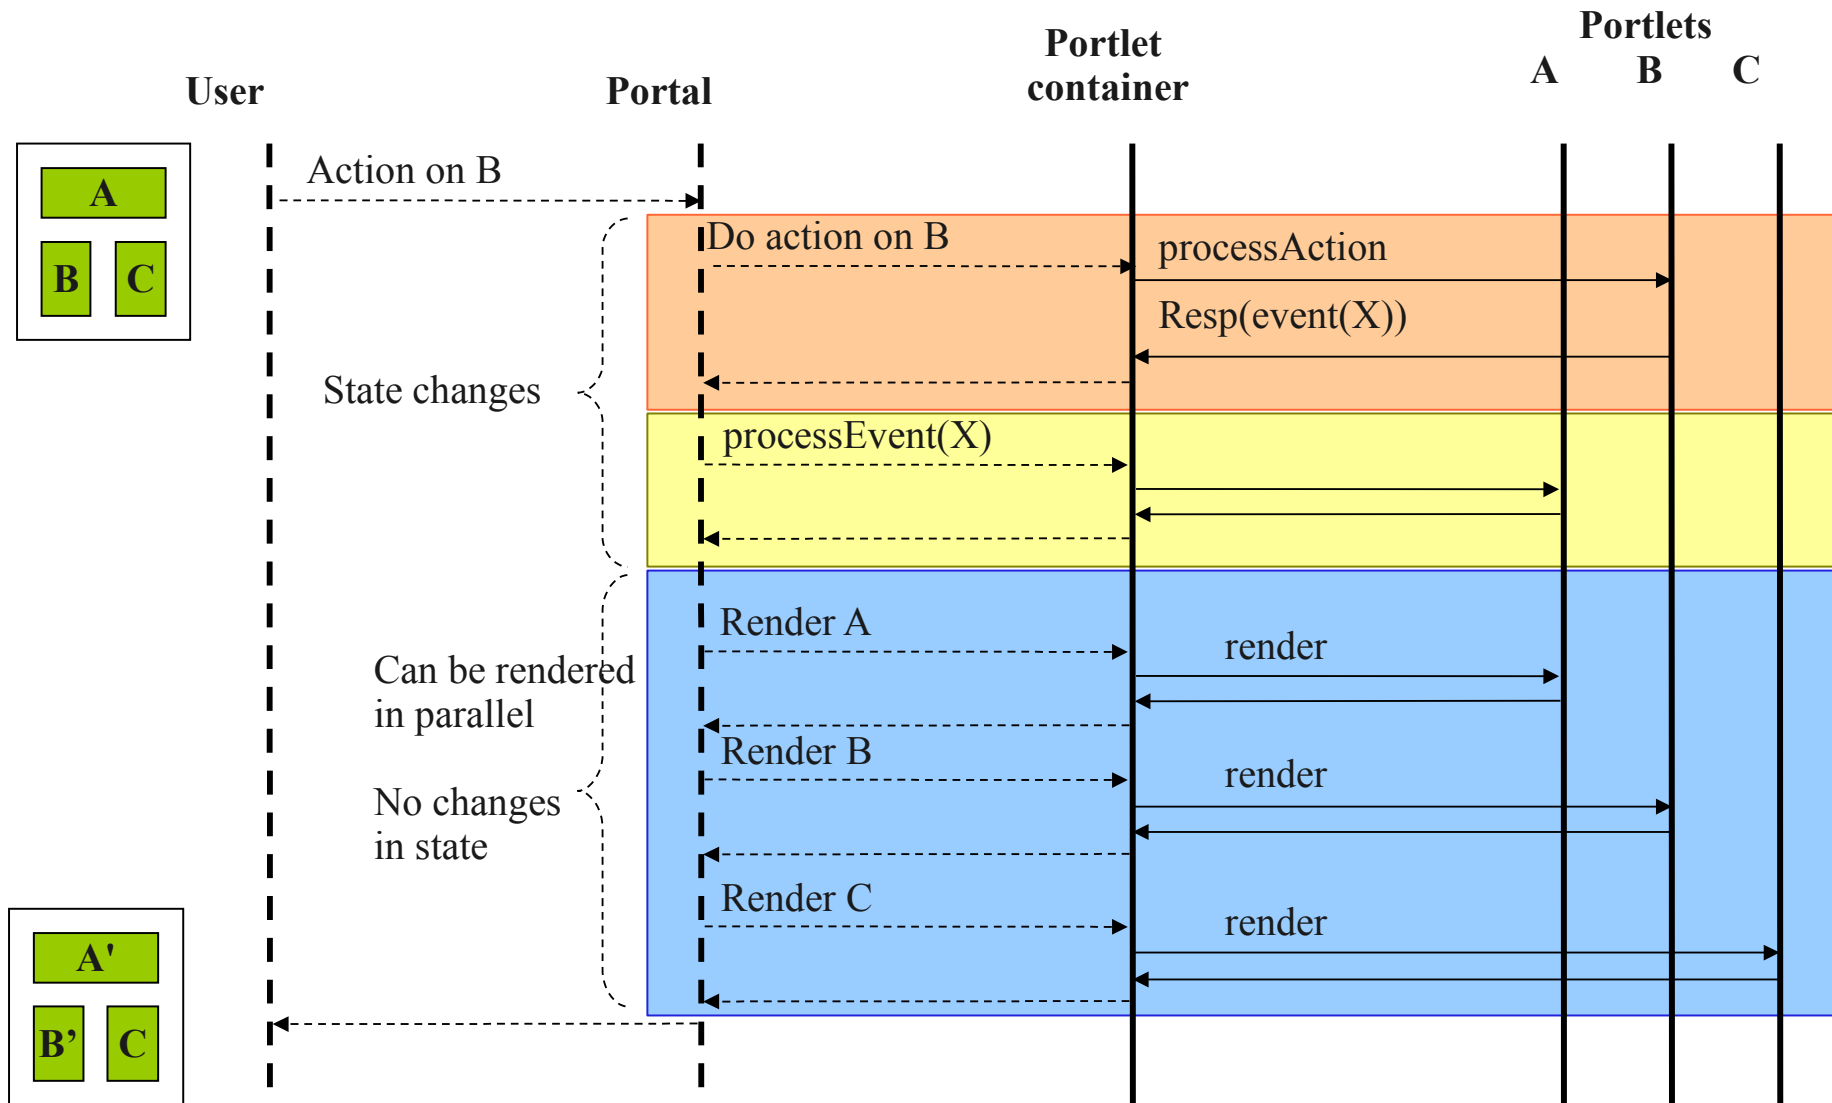 Portlets
Portlet
container
A B C
User
Portal
Action on B
A
B C
Do action on B
processAction
Resp(event(X))
State changes
processEvent(X)
Render A
render
Can be rendered
in parallel
Render B
render
No changes
in state
Render C
render
A'
B’ C